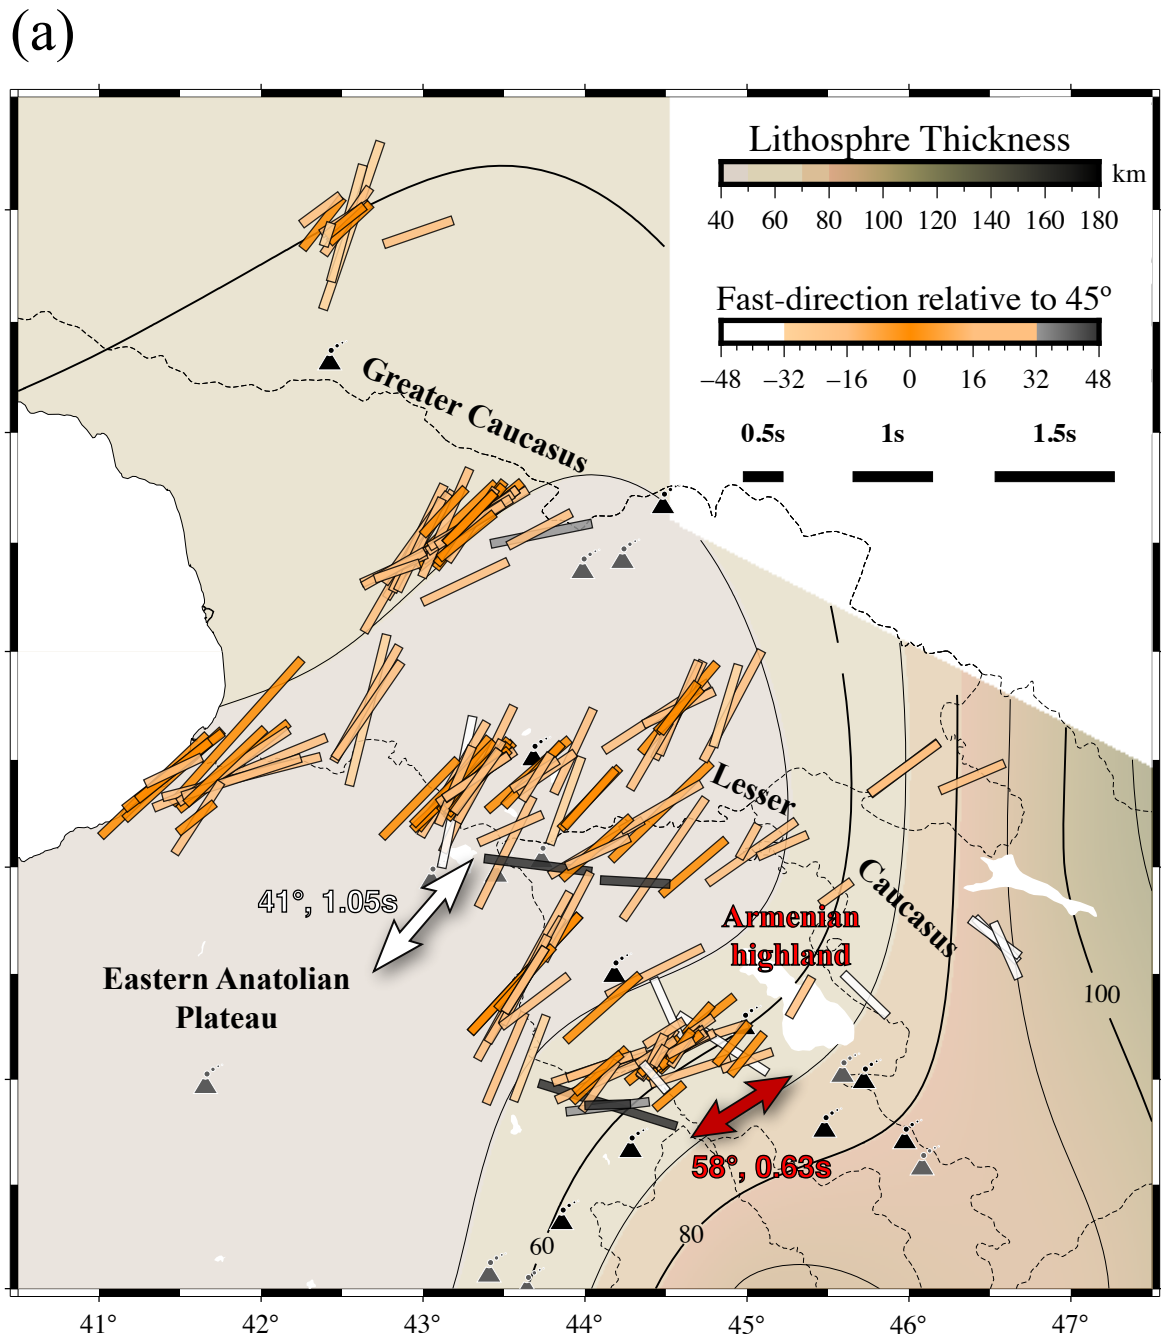 (a)
Lithosphre Thickness
km
40 60 80 100 120 140 160 180
Fast-direction relative to 45º
−48 −32 −16 0 16 32 48
0.5s 1s 1.5s
Greater Caucasus
Lesser
Caucasus
41°, 1.05s
Armenian
highland
Eastern Anatolian
Plateau
100
58°, 0.63s
60
80
41° 42° 43° 44° 45° 46° 47°